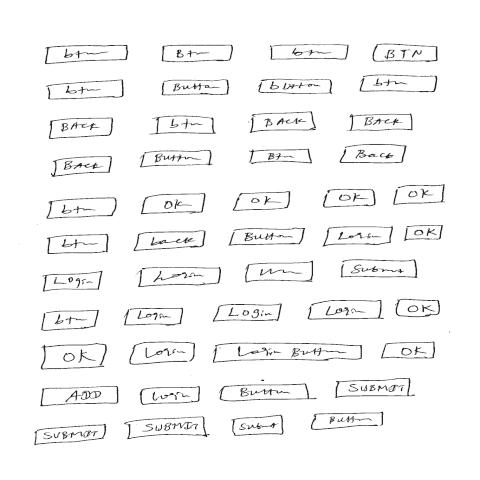 btn Btn btn BTN
btn Button button btn
BACK btn BACK BACK
BACK Button Btn Back
btn OK OK OK OK
btn back Button Login OK
Login Login Submit
btn Login Login Login OK
OK Login Login Button OK
ADD Login Button SUBMIT
SUBMIT SUBMIT Submit Button